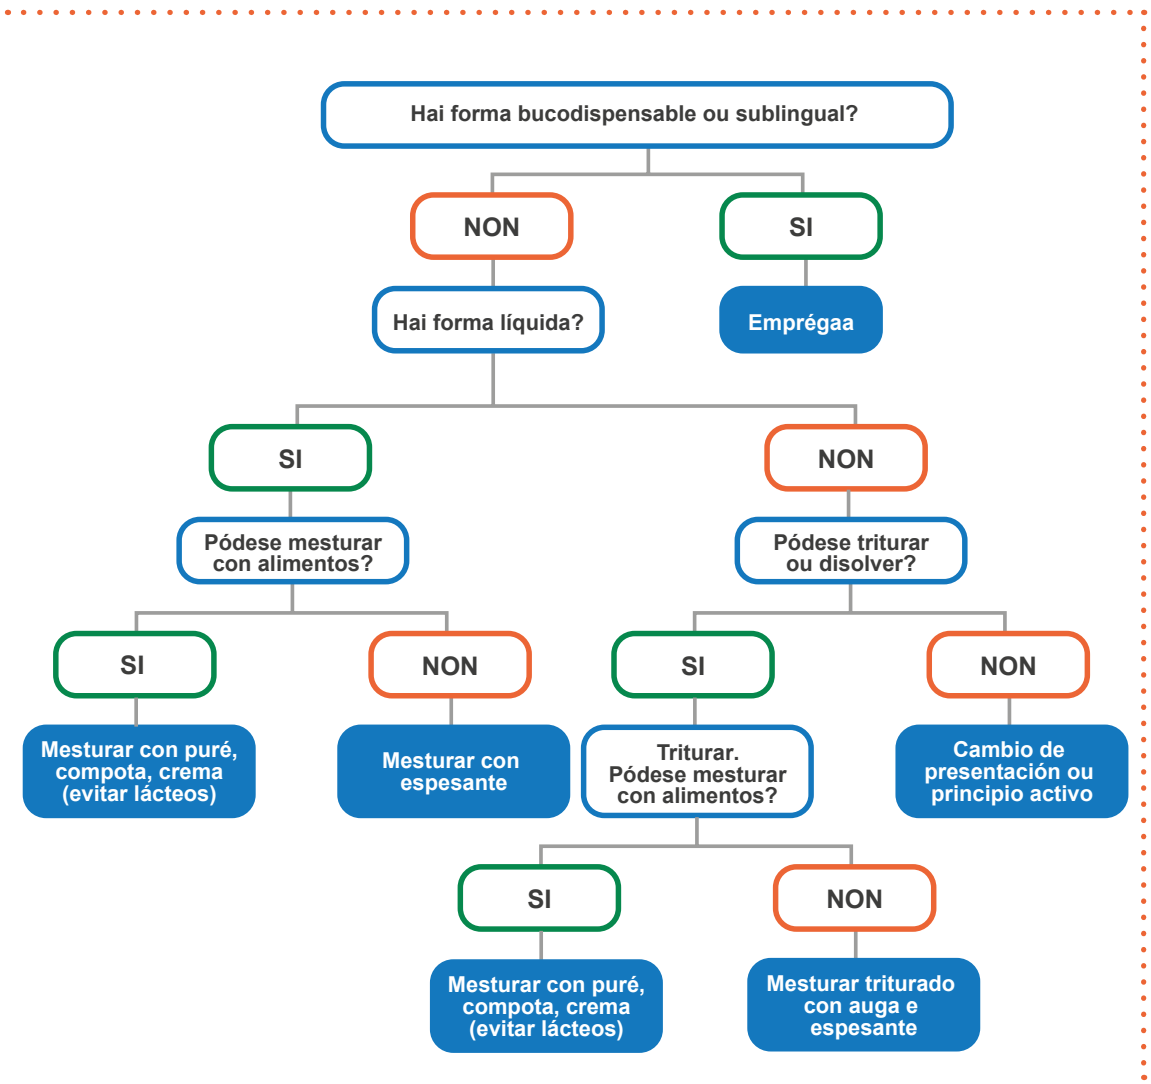 Hai forma bucodispensable ou sublingual?
NON
SI
Hai forma líquida?
Emprégaa
SI
NON
Pódese mesturar
con alimentos?
Pódese triturar
ou disolver?
SI
NON
SI
NON
Mesturar con puré,
compota, crema
(evitar lácteos)
Mesturar con
espesante
Triturar.
Pódese mesturar
con alimentos?
Cambio de
presentación ou
principio activo
SI
NON
Mesturar con puré,
compota, crema
(evitar lácteos)
Mesturar triturado
con auga e
espesante